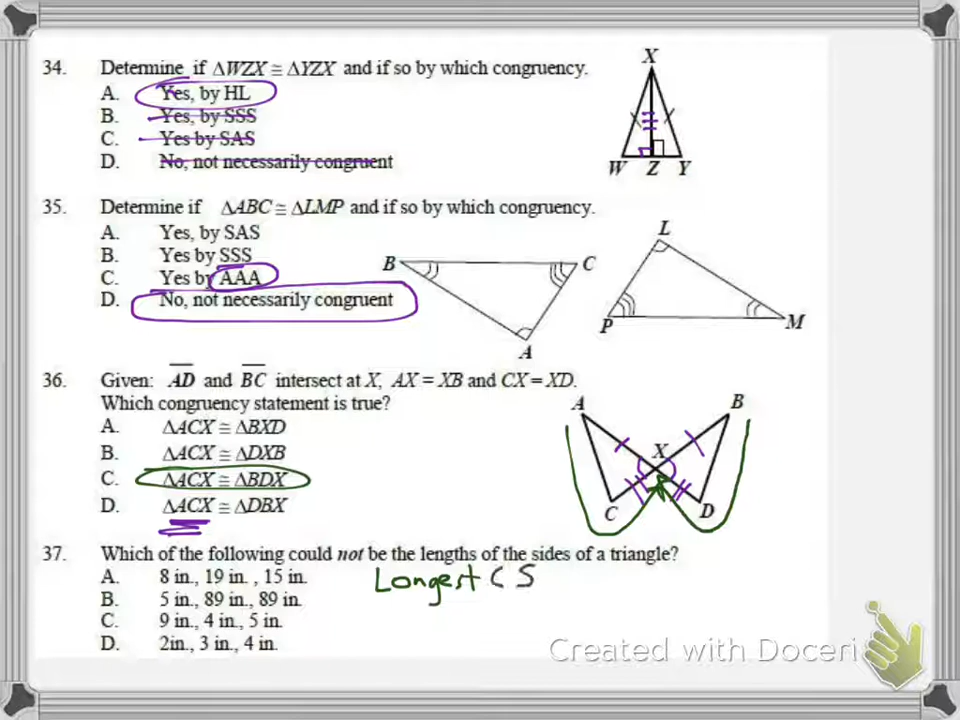 34. Determine if ΔWZX ≅ ΔYZX and if so by which congruency.
A. Yes, by HL
B. Yes, by SSS
C. Yes by SAS
D. No, not necessarily congruent
X
W Z Y
35. Determine if ΔABC ≅ ΔLMP and if so by which congruency.
A. Yes, by SAS
B. Yes by SSS
C. Yes by AAA
D. No, not necessarily congruent
B C
A
L
P M
36. Given: AD and BC intersect at X, AX = XB and CX = XD.
Which congruency statement is true?
A. ΔACX ≅ ΔBXD
B. ΔACX ≅ ΔDXB
C. ΔACX ≅ ΔBDX
D. ΔACX ≅ ΔDBX
A B
X
C D
37. Which of the following could not be the lengths of the sides of a triangle?
A. 8 in., 19 in. , 15 in.
B. 5 in., 89 in., 89 in.
C. 9 in., 4 in., 5 in.
D. 2in., 3 in., 4 in.
Longest < S
Created with Doceri